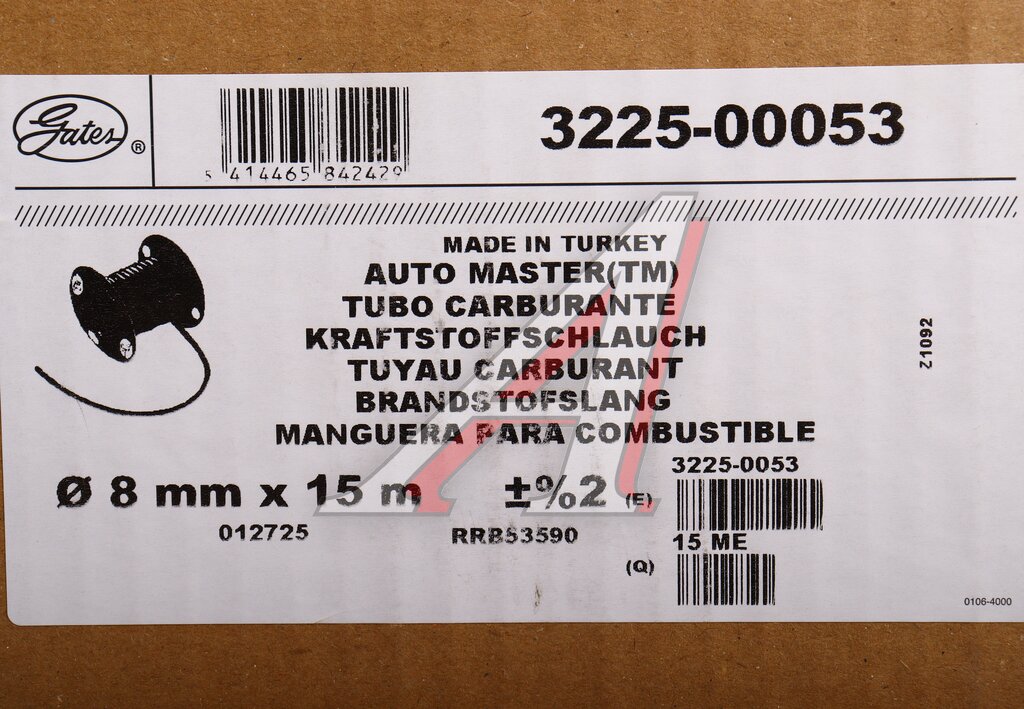 Gates®
5 414465 842429
3225-00053
MADE IN TURKEY
AUTO MASTER(TM)
TUBO CARBURANTE
KRAFTSTOFFSCHLAUCH
TUYAU CARBURANT
BRANDSTOFSLANG
MANGUERA PARA COMBUSTIBLE
Z1092
3225-0053
Ø 8 mm x 15 m ±%2 (E)
012725 RRB53590
15 ME
(Q)
0106-4000